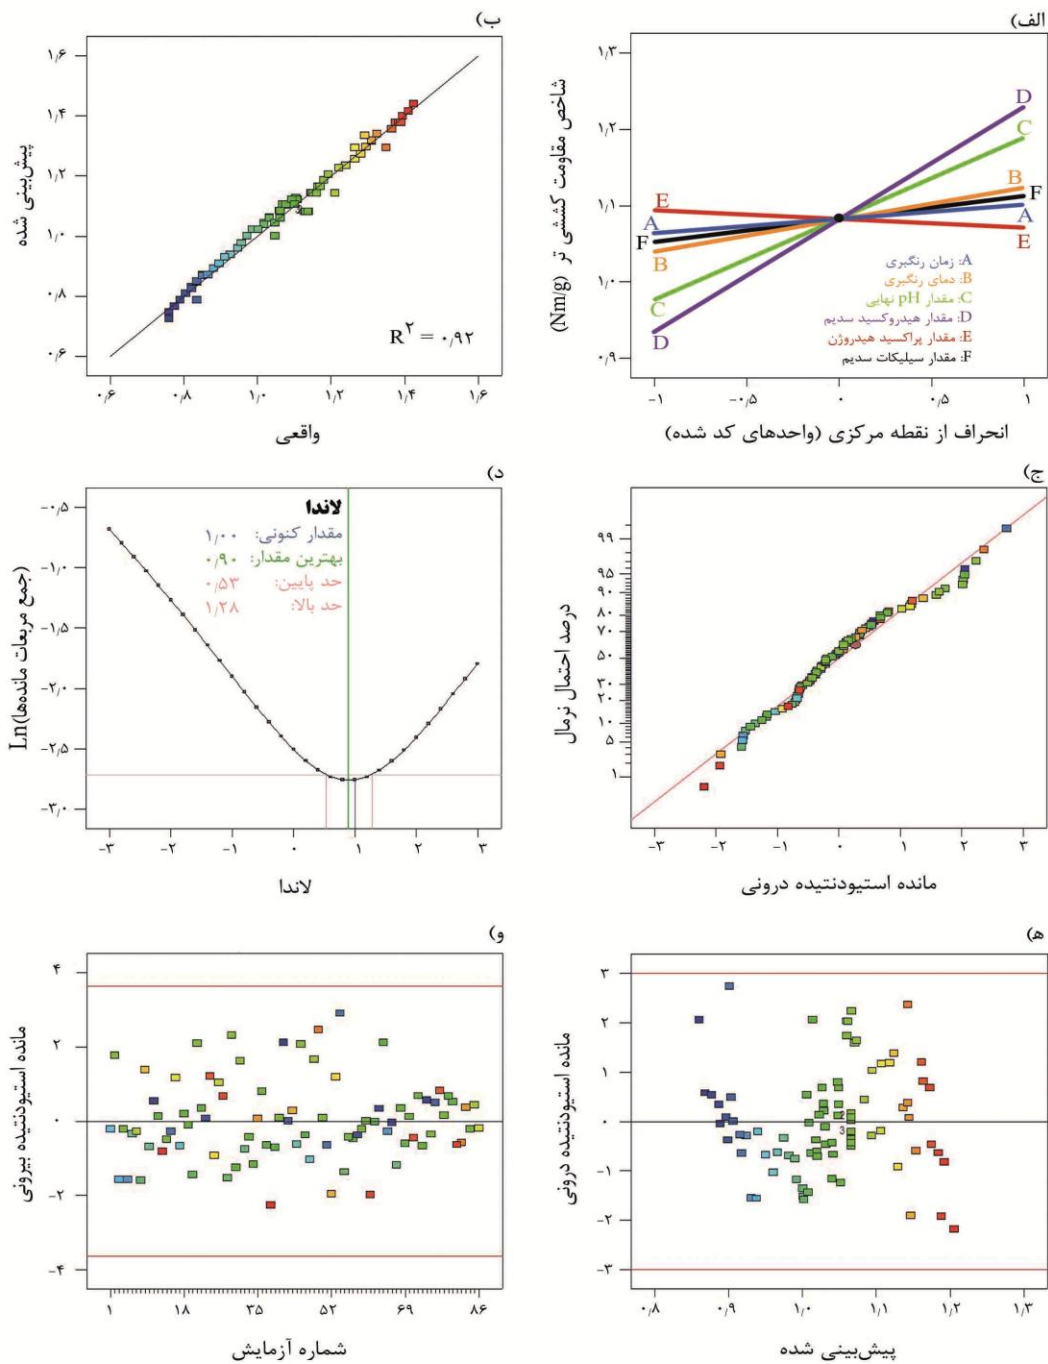 الف)
شاخص مقاومت کششی تر (Nm/g)
۱٫۳
۱٫۲
۱٫۱
۱٫۰
۰٫۹
D
C
B
F
A
E
E
A
F
B
C
D
A: زمان رنگبری
B: دمای رنگبری
C: مقدار pH نهایی
D: مقدار هیدروکسید سدیم
E: مقدار پراکسید هیدروژن
F: مقدار سیلیکات سدیم
-۱ -۰٫۵ ۰ ۰٫۵ ۱
انحراف از نقطه مرکزی (واحدهای کد شده)
ب)
پیش‌بینی شده
۱٫۶
۱٫۴
۱٫۲
۱٫۰
۰٫۸
۰٫۶
R۲ = ۰٫۹۲
۰٫۶ ۰٫۸ ۱٫۰ ۱٫۲ ۱٫۴ ۱٫۶
واقعی
ج)
درصد احتمال نرمال
۹۹
۹۵
۹۰
۸۰
۷۰
۵۰
۳۰
۲۰
۱۰
۵
۱
-۳ -۲ -۱ ۰ ۱ ۲ ۳
مانده استیودنتیده درونی
د)
Ln(جمع مربعات مانده‌ها)
-۰٫۵
-۱٫۰
-۱٫۵
-۲٫۰
-۲٫۵
-۳٫۰
لاندا
مقدار کنونی: ۱٫۰۰
بهترین مقدار: ۰٫۹۰
حد پایین: ۰٫۵۳
حد بالا: ۱٫۲۸
-۳ -۲ -۱ ۰ ۱ ۲ ۳
لاندا
ه)
مانده استیودنتیده درونی
۳
۲
۱
۰
-۱
-۲
-۳
2
3
۰٫۸ ۰٫۹ ۱٫۰ ۱٫۱ ۱٫۲ ۱٫۳
پیش‌بینی شده
و)
مانده استیودنتیده بیرونی
۴
۲
۰
-۲
-۴
۱ ۱۸ ۳۵ ۵۲ ۶۹ ۸۶
شماره آزمایش